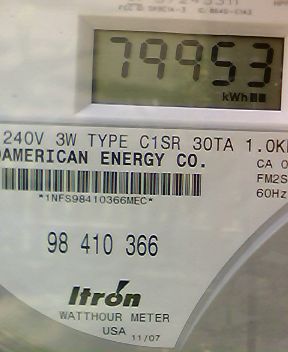 79953
kWh
240V 3W TYPE C1SR 30TA 1.0K
AMERICAN ENERGY CO.
CA 0
*1NFS98410366MEC*
FM2S
60Hz
98 410 366
Itron
WATTHOUR METER
USA 11/07